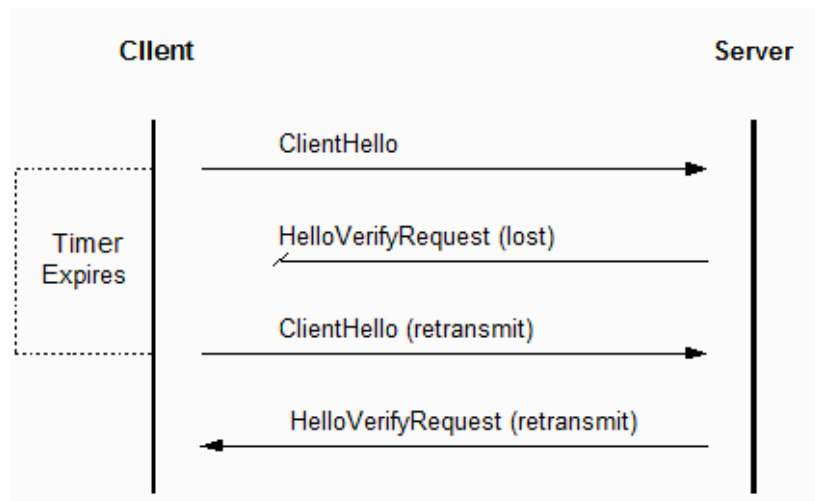 Client
Server
ClientHello
HelloVerifyRequest (lost)
Timer
Expires
ClientHello (retransmit)
HelloVerifyRequest (retransmit)